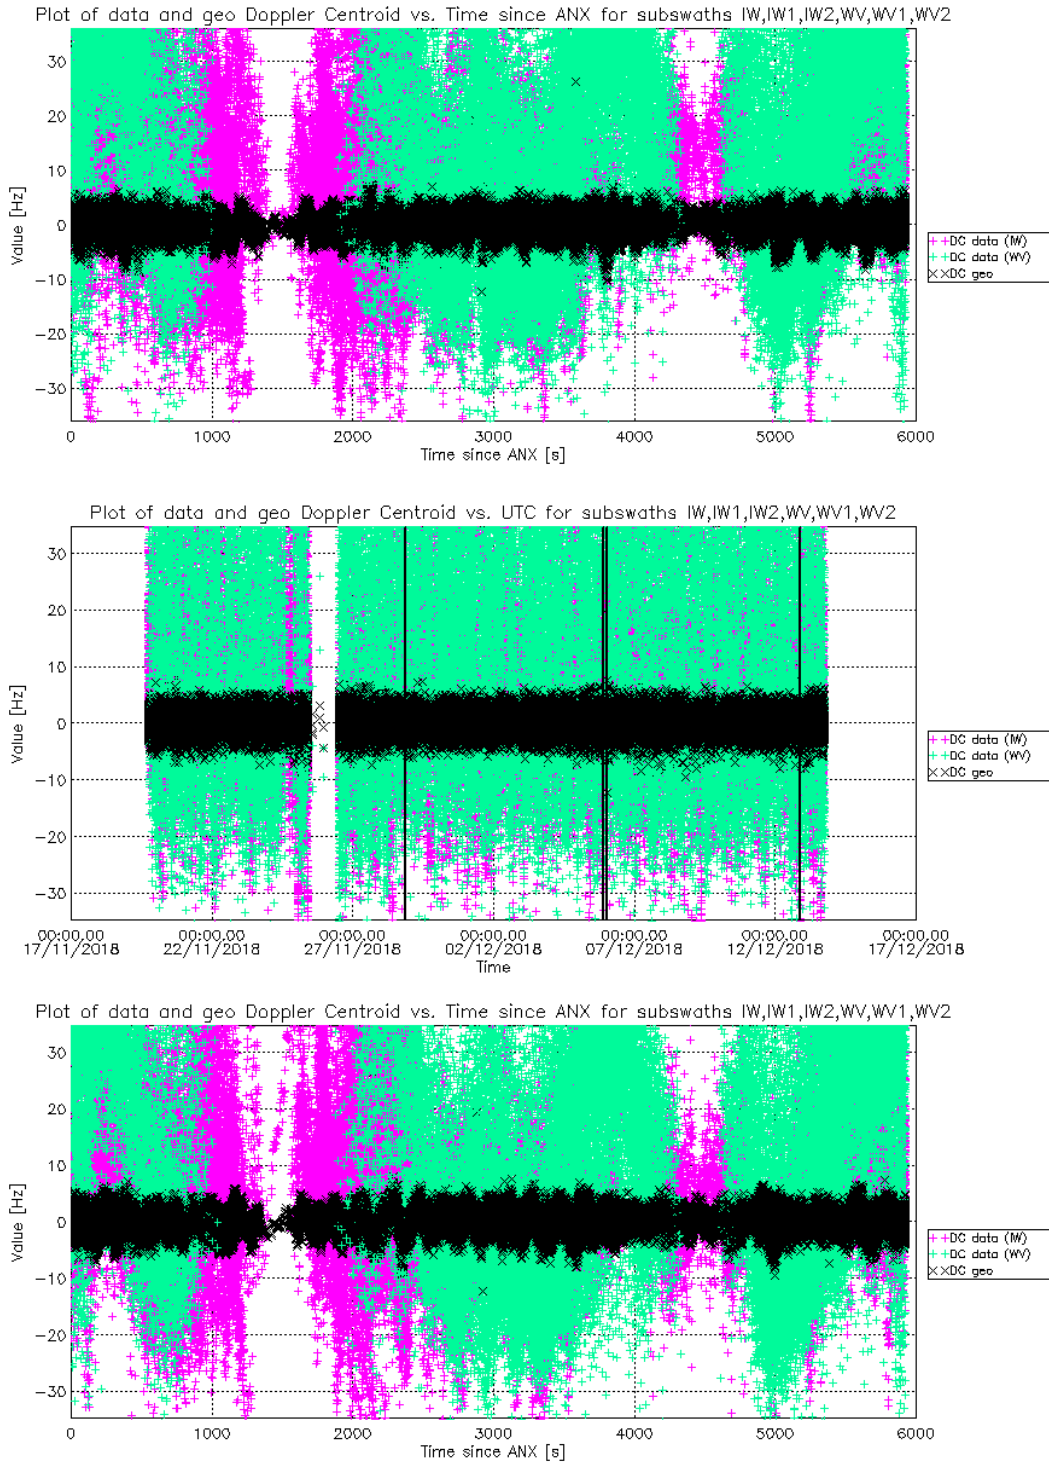 Plot of data and geo Doppler Centroid vs. Time since ANX for subswaths IW,IW1,IW2,WV,WV1,WV2
Value [Hz]
30
20
10
0
-10
-20
-30
0 1000 2000 3000 4000 5000 6000
Time since ANX [s]
DC data (IW)
DC data (WV)
DC geo
Plot of data and geo Doppler Centroid vs. UTC for subswaths IW,IW1,IW2,WV,WV1,WV2
Value [Hz]
30
20
10
0
-10
-20
-30
00:00.00 00:00.00 00:00.00 00:00.00 00:00.00 00:00.00 00:00.00
17/11/2018 22/11/2018 27/11/2018 02/12/2018 07/12/2018 12/12/2018 17/12/2018
Time
DC data (IW)
DC data (WV)
DC geo
Plot of data and geo Doppler Centroid vs. Time since ANX for subswaths IW,IW1,IW2,WV,WV1,WV2
Value [Hz]
30
20
10
0
-10
-20
-30
0 1000 2000 3000 4000 5000 6000
Time since ANX [s]
DC data (IW)
DC data (WV)
DC geo